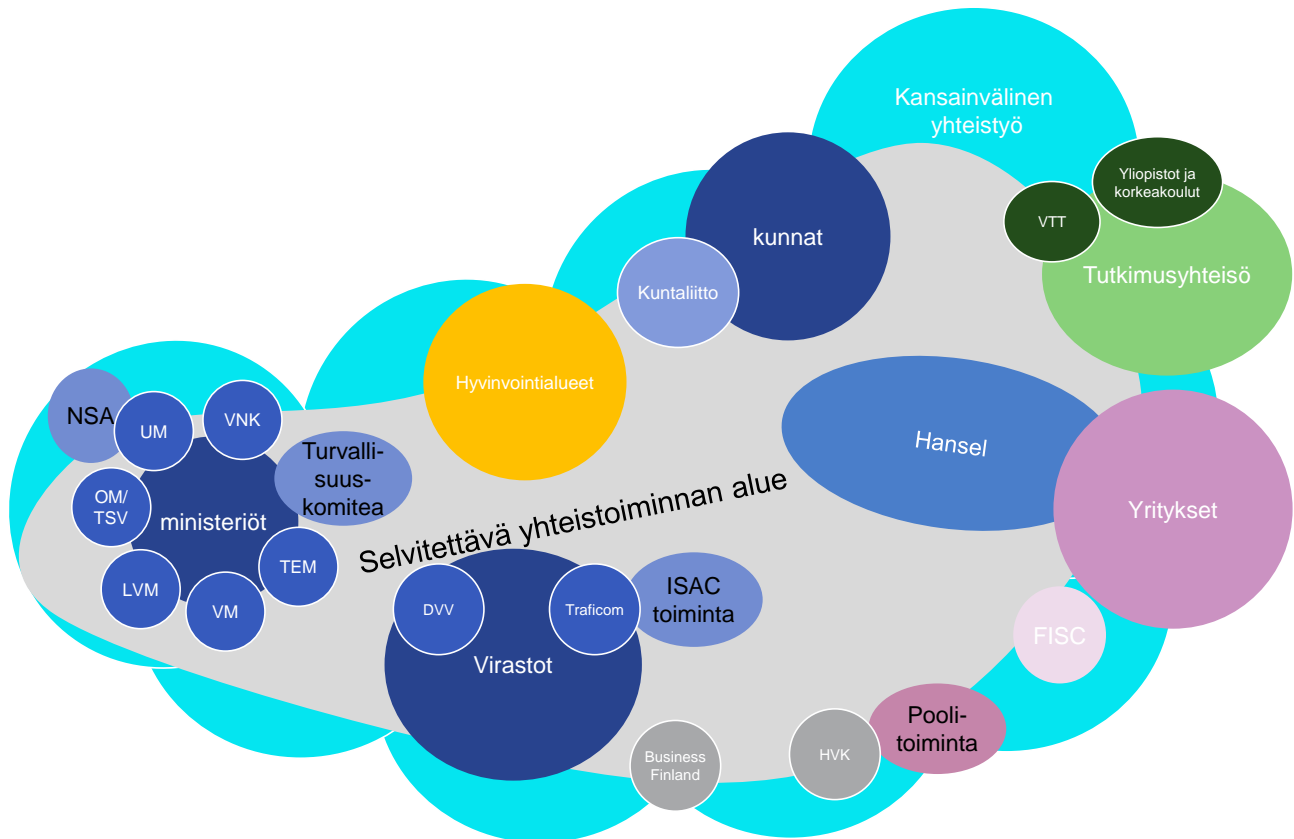 Kansainvälinen
yhteistyö
Yliopistot ja
korkeakoulut
VTT
Tutkimusyhteisö
kunnat
Kuntaliitto
Hyvinvointialueet
Hansel
Yritykset
NSA
UM
VNK
Turvalli-
suus-
komitea
OM/
TSV
ministeriöt
LVM
VM
TEM
Selvitettävä yhteistoiminnan alue
DVV
Traficom
ISAC
toiminta
Virastot
FISC
Pooli-
toiminta
HVK
Business
Finland